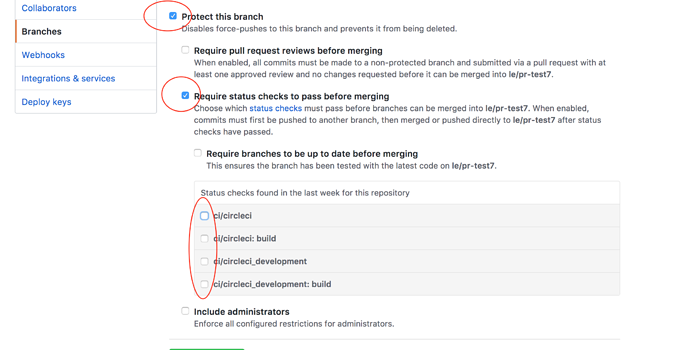 Collaborators
Branches
Webhooks
Integrations & services
Deploy keys
Protect this branch
Disables force-pushes to this branch and prevents it from being deleted.
Require pull request reviews before merging
When enabled, all commits must be made to a non-protected branch and submitted via a pull request with at
least one approved review and no changes requested before it can be merged into le/pr-test7.
Require status checks to pass before merging
Choose which status checks must pass before branches can be merged into le/pr-test7. When enabled,
commits must first be pushed to another branch, then merged or pushed directly to le/pr-test7 after status
checks have passed.
Require branches to be up to date before merging
This ensures the branch has been tested with the latest code on le/pr-test7.
Status checks found in the last week for this repository
ci/circleci
ci/circleci: build
ci/circleci_development
ci/circleci_development: build
Include administrators
Enforce all configured restrictions for administrators.